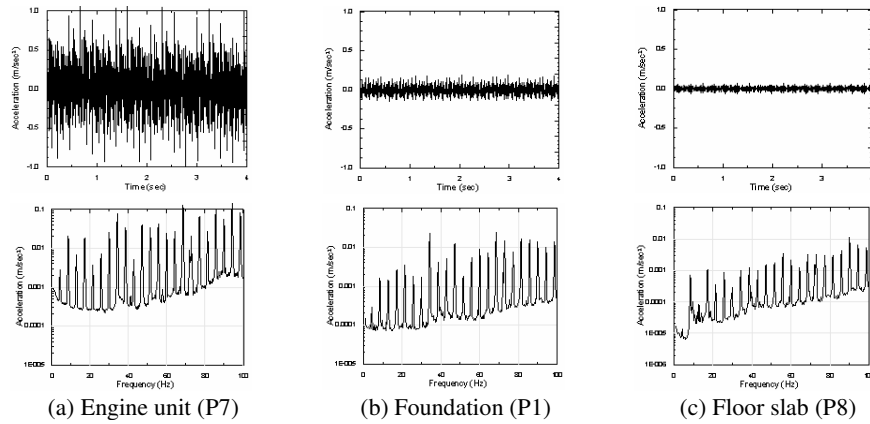 Acceleration (m/sec²)
1.0
0.5
0.0
-0.5
-1.0
0 1 2 3 4
Time (sec)
Acceleration (m/sec²)
1.0
0.5
0.0
-0.5
-1.0
0 1 2 3 4
Time (sec)
Acceleration (m/sec²)
1.0
0.5
0.0
-0.5
-1.0
0 1 2 3
Time (sec)
Acceleration (m/sec²)
0.1
0.01
0.001
0.0001
1E-005
0 20 40 60 80 100
Frequency (Hz)
Acceleration (m/sec²)
0.1
0.01
0.001
0.0001
1E-005
0 20 40 60 80 100
Frequency (Hz)
Acceleration (m/sec²)
0.1
0.01
0.001
0.0001
1E-005
1E-006
0 20 40 60 80 100
Frequency (Hz)
(a) Engine unit (P7)
(b) Foundation (P1)
(c) Floor slab (P8)